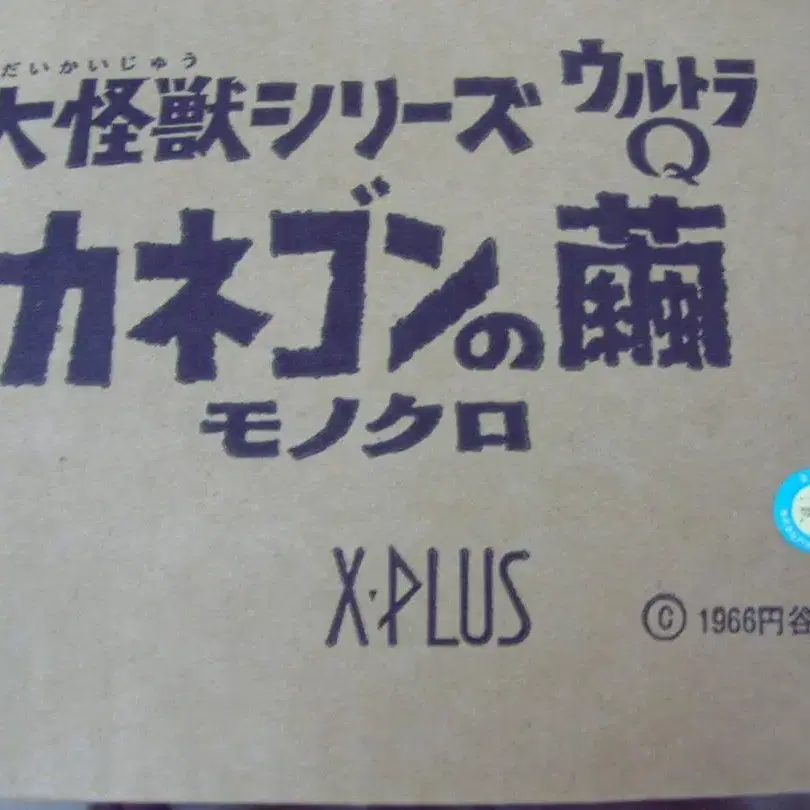 だいかいじゅう
大怪獣シリーズ ウルトラ
Q
カネゴンの繭
モノクロ
X・PLUS
© 1966円谷